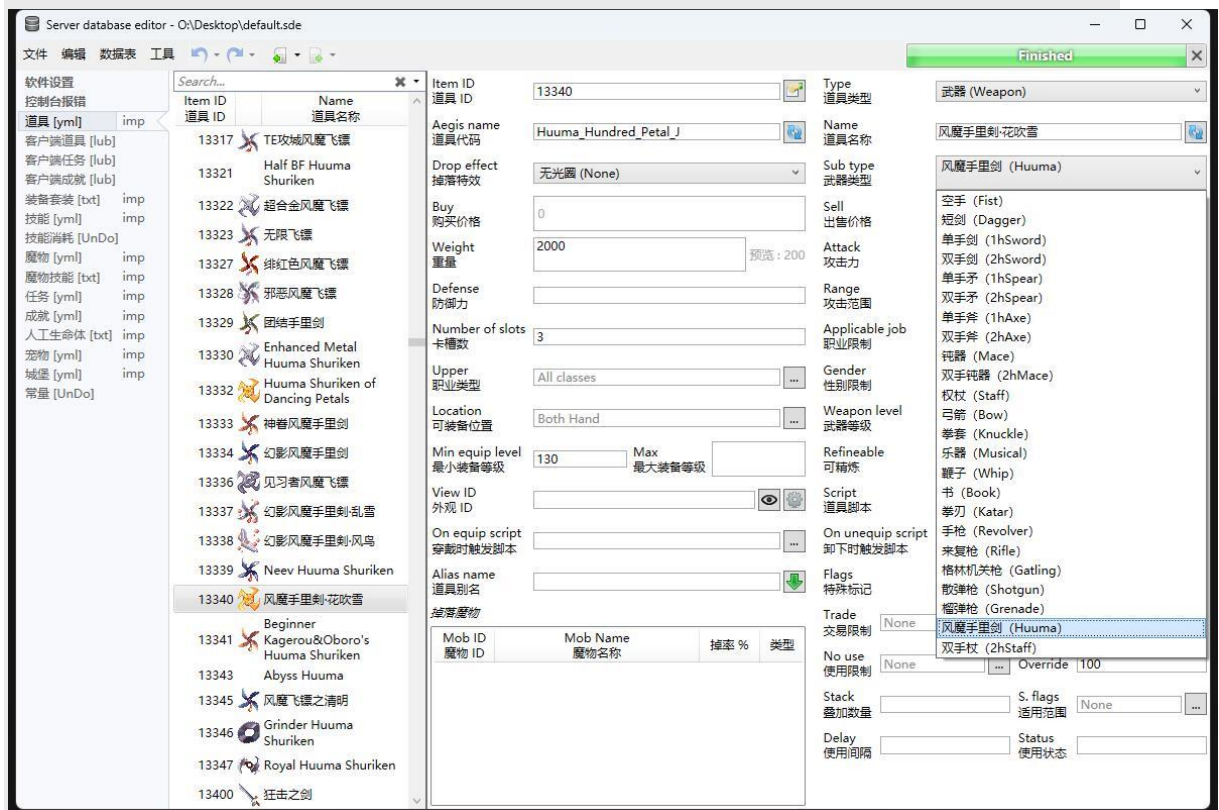 Server database editor - O:\Desktop\default.sde
文件 编辑 数据表 工具
Finished
软件设置
控制台报错
道具 [yml] imp
客户端道具 [lub]
客户端任务 [lub]
客户端成就 [lub]
装备套装 [txt] imp
技能 [yml] imp
技能消耗 [UnDo]
魔物 [yml] imp
魔物技能 [txt] imp
任务 [yml] imp
成就 [yml] imp
人工生命体 [txt] imp
宠物 [yml] imp
城堡 [yml] imp
常量 [UnDo]
Search...
Item ID Name
道具 ID 道具名称
13317 TE攻城风魔飞镖
13321 Half BF Huuma
Shuriken
13322 超合金风魔飞镖
13323 无限飞镖
13327 绯红色风魔飞镖
13328 邪恶风魔飞镖
13329 团结手里剑
13330 Enhanced Metal
Huuma Shuriken
13332 Huuma Shuriken of
Dancing Petals
13333 神眷风魔手里剑
13334 幻影风魔手里剑
13336 见习者风魔飞镖
13337 幻影风魔手里剑·乱雪
13338 幻影风魔手里剑·风鸟
13339 Neev Huuma Shuriken
13340 风魔手里剑·花吹雪
13341 Beginner
Kagerou&Oboro's
Huuma Shuriken
13343 Abyss Huuma
13345 风魔飞镖之清明
13346 Grinder Huuma
Shuriken
13347 Royal Huuma Shuriken
13400 狂击之剑
Item ID
道具 ID
13340
Aegis name
道具代码
Huuma_Hundred_Petal_J
Drop effect
掉落特效
无光圈 (None)
Buy
购买价格
0
Weight
重量
2000
预览 : 200
Defense
防御力
Number of slots
卡槽数
3
Upper
职业类型
All classes
...
Location
可装备位置
Both Hand
...
Min equip level
最小装备等级
130
Max
最大装备等级
View ID
外观 ID
On equip script
穿戴时触发脚本
...
Alias name
道具别名
掉落魔物
Mob ID Mob Name 掉率 % 类型
魔物 ID 魔物名称
Type
道具类型
武器 (Weapon)
Name
道具名称
风魔手里剑·花吹雪
Sub type
武器类型
风魔手里剑 (Huuma)
Sell
出售价格
Attack
攻击力
Range
攻击范围
Applicable job
职业限制
Gender
性别限制
Weapon level
武器等级
Refineable
可精炼
Script
道具脚本
On unequip script
卸下时触发脚本
Flags
特殊标记
空手 (Fist)
短剑 (Dagger)
单手剑 (1hSword)
双手剑 (2hSword)
单手矛 (1hSpear)
双手矛 (2hSpear)
单手斧 (1hAxe)
双手斧 (2hAxe)
钝器 (Mace)
双手钝器 (2hMace)
权杖 (Staff)
弓箭 (Bow)
拳套 (Knuckle)
乐器 (Musical)
鞭子 (Whip)
书 (Book)
拳刃 (Katar)
手枪 (Revolver)
来复枪 (Rifle)
格林机关枪 (Gatling)
散弹枪 (Shotgun)
榴弹枪 (Grenade)
风魔手里剑 (Huuma)
双手杖 (2hStaff)
Trade
交易限制
None
No use
使用限制
None
...
Override
100
Stack
叠加数量
S. flags
适用范围
None
...
Delay
使用间隔
Status
使用状态